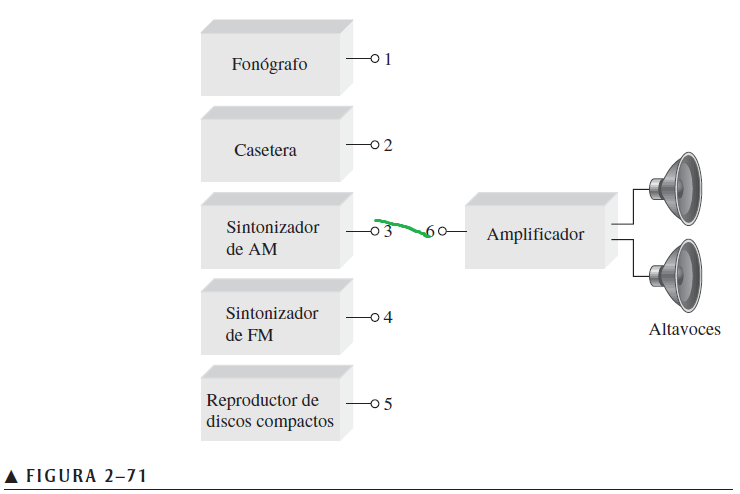 Fonógrafo
1
Casetera
2
Sintonizador
de AM
3
6
Amplificador
Sintonizador
de FM
4
Altavoces
Reproductor de
discos compactos
5
▲ FIGURA 2–71